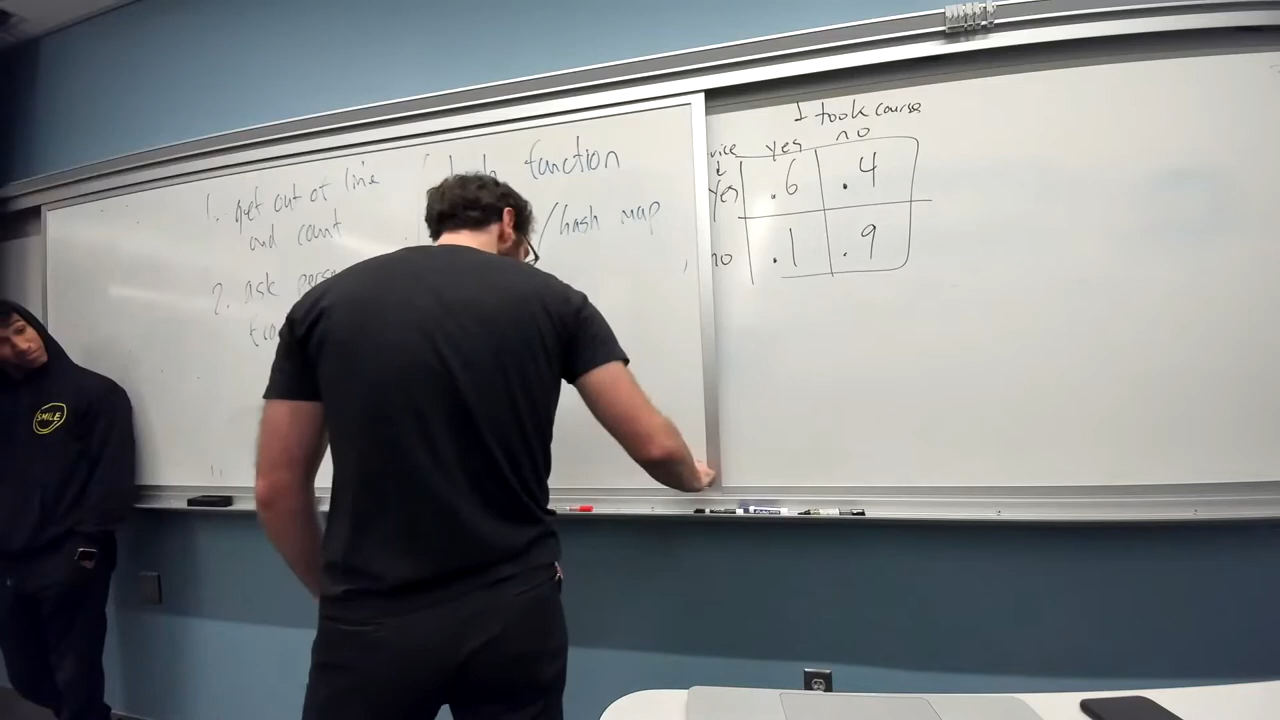 1. get out of line
and count
2. ask
function
/hash map
I took course
yes no
yes .6 .4
no .1 .9
SMILE